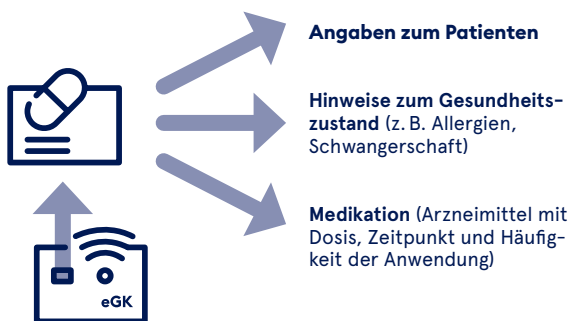 Angaben zum Patienten
Hinweise zum Gesundheits-
zustand (z. B. Allergien,
Schwangerschaft)
Medikation (Arzneimittel mit
Dosis, Zeitpunkt und Häufig-
keit der Anwendung)
eGK